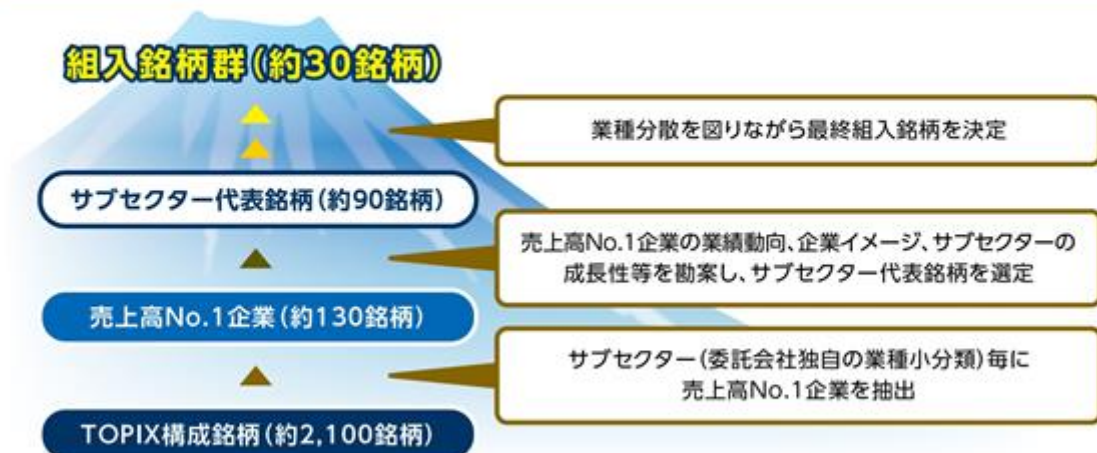 組入銘柄群(約30銘柄)
業種分散を図りながら最終組入銘柄を決定
サブセクター代表銘柄(約90銘柄)
売上高No.1企業の業績動向、企業イメージ、サブセクターの
成長性等を勘案し、サブセクター代表銘柄を選定
売上高No.1企業(約130銘柄)
サブセクター(委託会社独自の業種小分類)毎に
売上高No.1企業を抽出
TOPIX構成銘柄(約2,100銘柄)